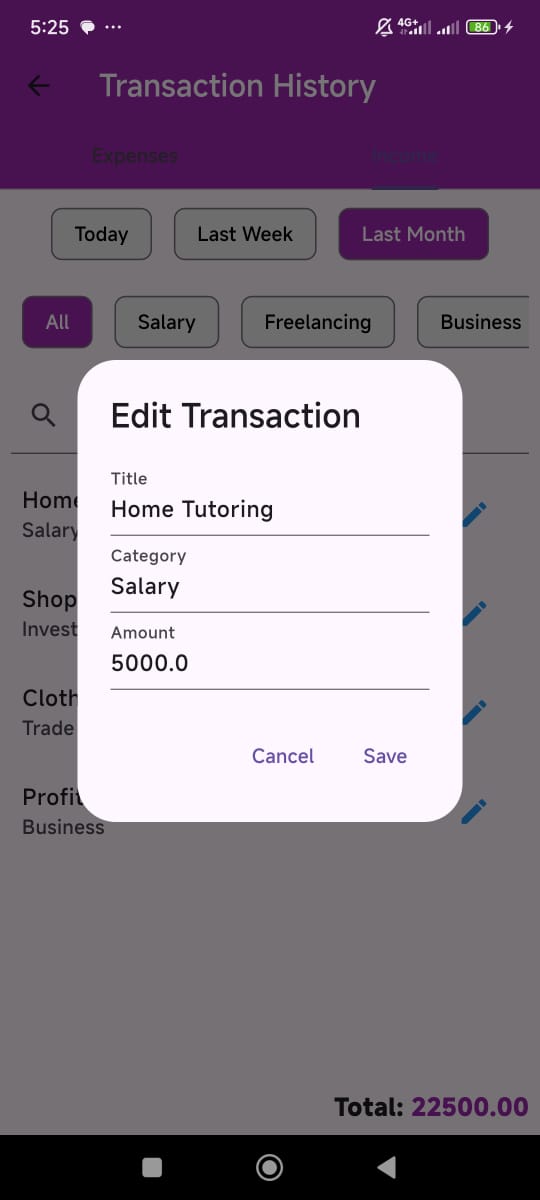 5:25 ... 4G+ 86
Transaction History
Expenses Income
Today Last Week Last Month
All Salary Freelancing Business
Edit Transaction
Title
Home Tutoring
Category
Salary
Amount
5000.0
Cancel Save
Home
Salary
Shop
Invest
Cloth
Trade
Profit
Business
Total: 22500.00